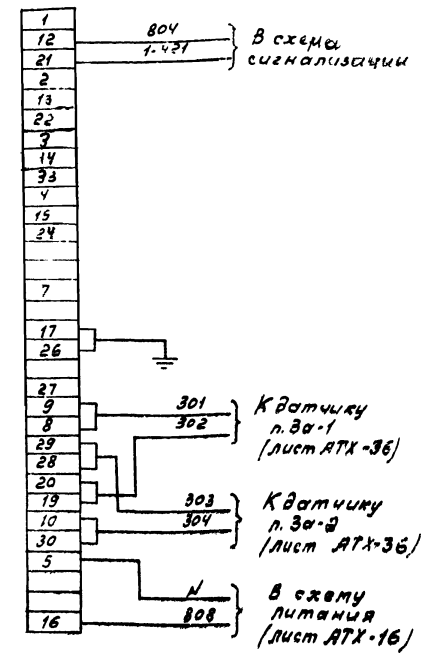 1
12
21
2
13
22
3
14
33
4
15
24
7
17
26
27
9
8
29
28
20
19
10
30
5
16
804
1-421
В схема
сигнализации
301
302
К датчику
п. 3а-1
(лист АТХ-36)
303
304
К датчику
п. 3а-2
(лист АТХ-36)
N
808
В схему
питания
(лист АТХ-16)